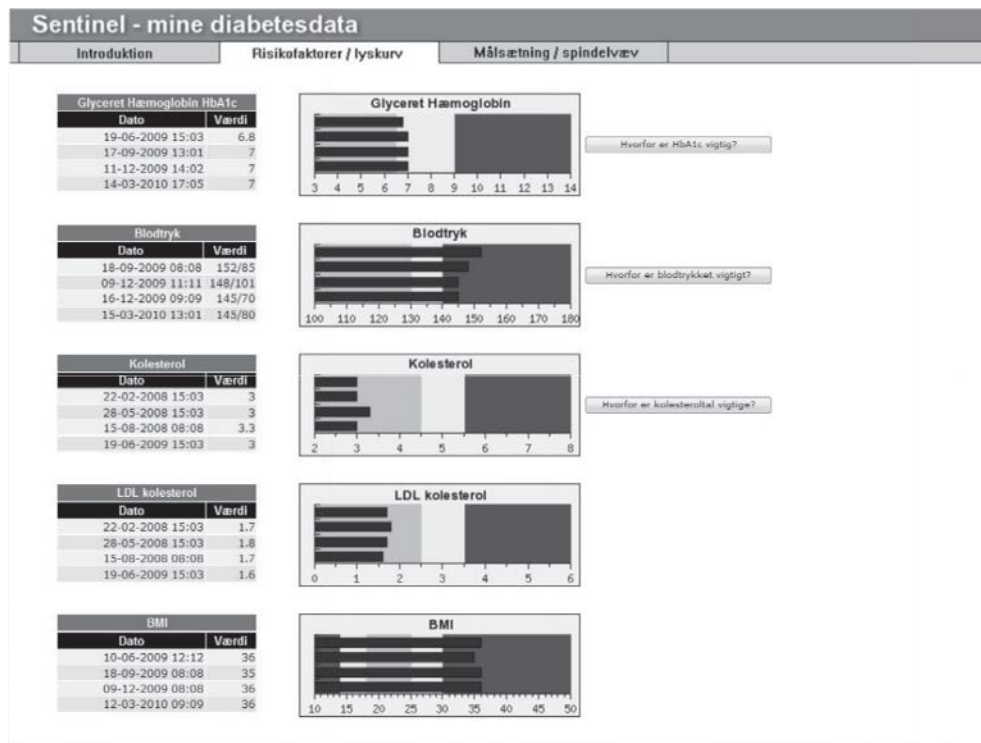 Sentinel - mine diabetesdata
Introduktion Risikofaktorer / lyskurv Målsætning / spindelvæv
Glyceret Hæmoglobin HbA1c
Dato Værdi
19-06-2009 15:03 6.8
17-09-2009 13:01 7
11-12-2009 14:02 7
14-03-2010 17:05 7
Glyceret Hæmoglobin
3 4 5 6 7 8 9 10 11 12 13 14
Hvorfor er HbA1c vigtig?
Blodtryk
Dato Værdi
18-09-2009 08:08 152/85
09-12-2009 11:11 148/101
16-12-2009 09:09 145/70
15-03-2010 13:01 145/80
Blodtryk
100 110 120 130 140 150 160 170 180
Hvorfor er blodtrykket vigtigt?
Kolesterol
Dato Værdi
22-02-2008 15:03 3
28-05-2008 15:03 3
15-08-2008 08:08 3.3
19-06-2009 15:03 3
Kolesterol
2 3 4 5 6 7 8
Hvorfor er kolesteroltal vigtige?
LDL kolesterol
Dato Værdi
22-02-2008 15:03 1.7
28-05-2008 15:03 1.8
15-08-2008 08:08 1.7
19-06-2009 15:03 1.6
LDL kolesterol
0 1 2 3 4 5 6
BMI
Dato Værdi
10-06-2009 12:12 36
18-09-2009 08:08 35
09-12-2009 08:08 36
12-03-2010 09:09 36
BMI
10 15 20 25 30 35 40 45 50